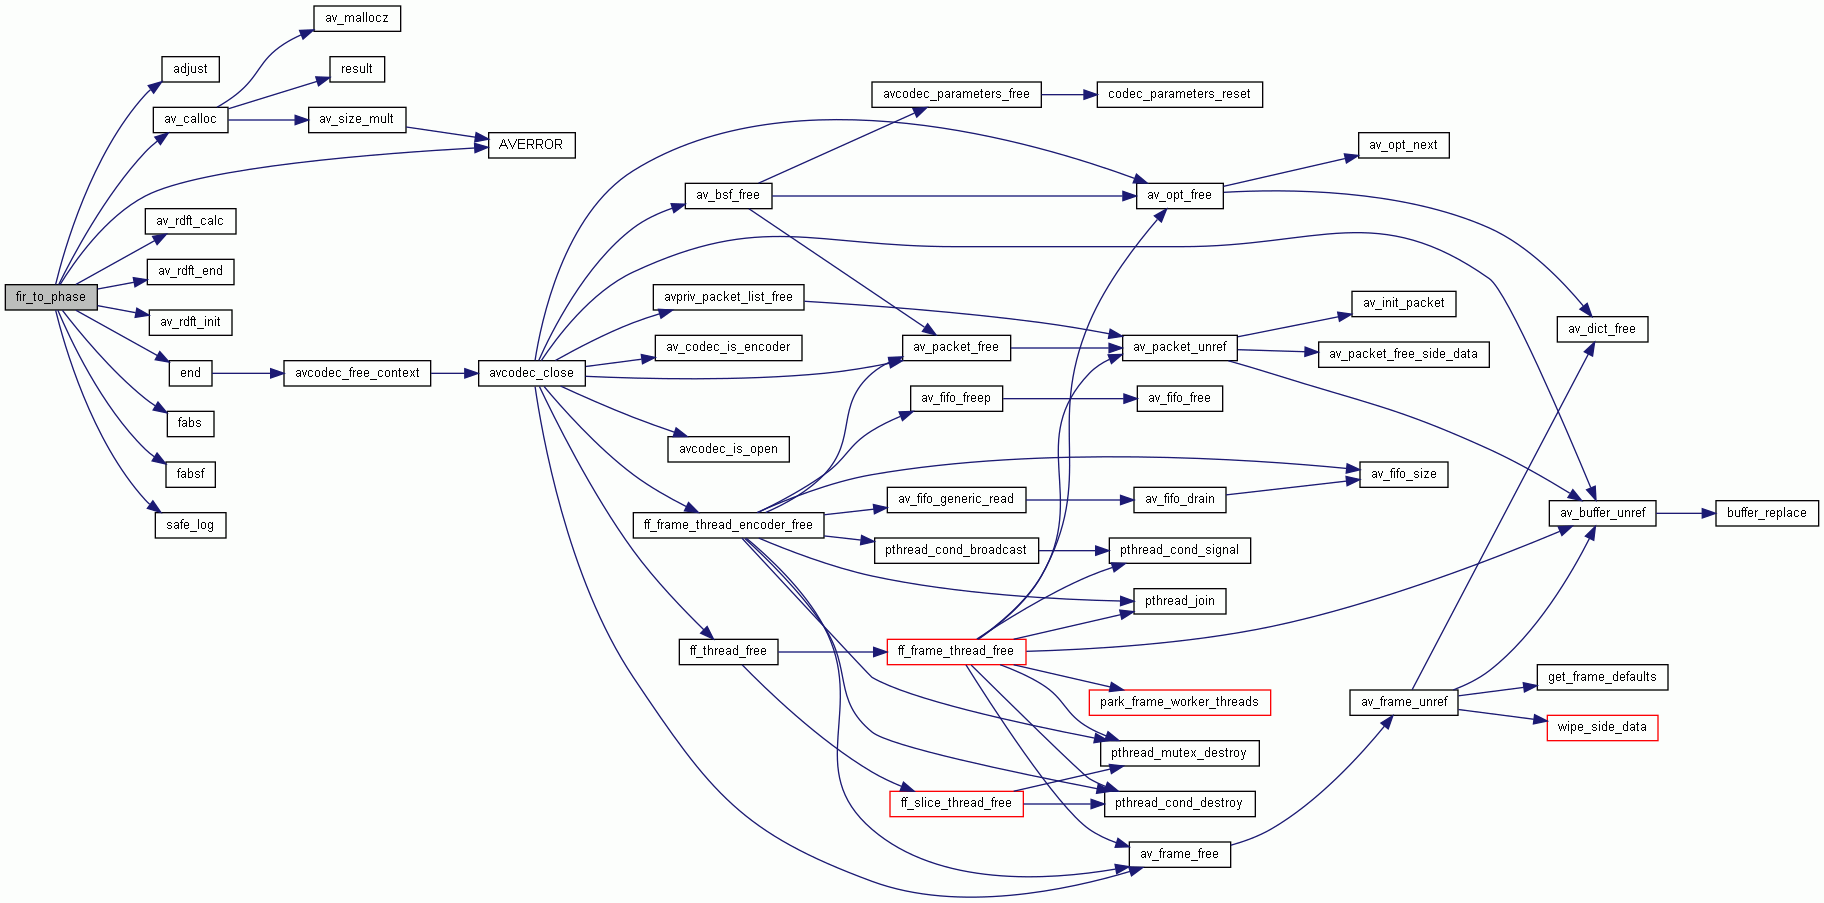 fir_to_phase
adjust
av_calloc
av_mallocz
result
av_size_mult
AVERROR
av_rdft_calc
av_rdft_end
av_rdft_init
end
fabs
fabsf
safe_log
avcodec_free_context
avcodec_close
av_bsf_free
avpriv_packet_list_free
av_codec_is_encoder
avcodec_is_open
ff_frame_thread_encoder_free
ff_thread_free
avcodec_parameters_free
av_packet_free
av_fifo_freep
av_fifo_generic_read
pthread_cond_broadcast
ff_frame_thread_free
ff_slice_thread_free
codec_parameters_reset
av_opt_free
av_packet_unref
av_fifo_free
av_fifo_drain
pthread_cond_signal
pthread_join
park_frame_worker_threads
pthread_mutex_destroy
pthread_cond_destroy
av_frame_free
av_opt_next
av_init_packet
av_packet_free_side_data
av_fifo_size
av_frame_unref
av_dict_free
av_buffer_unref
get_frame_defaults
wipe_side_data
buffer_replace